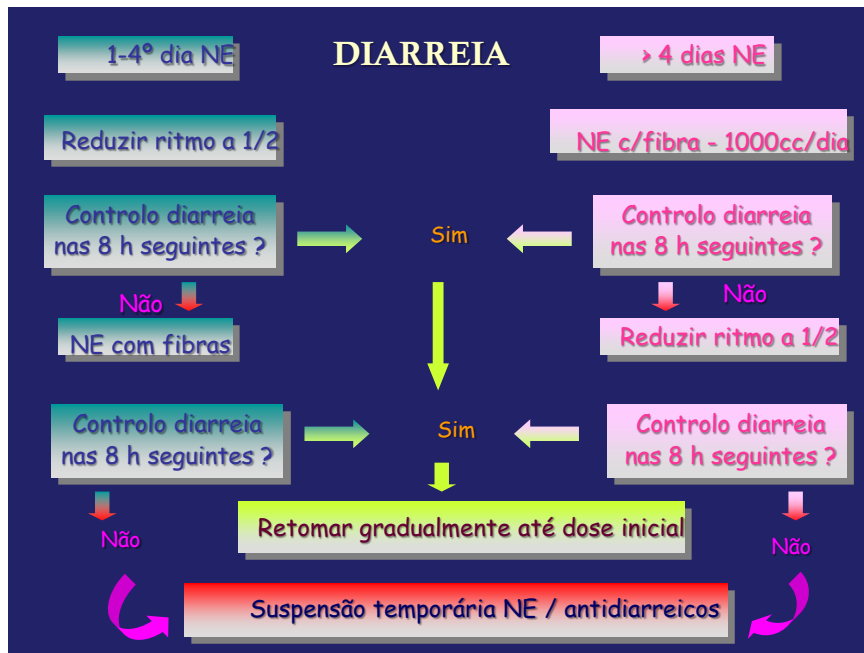 DIARREIA
1-4º dia NE
> 4 dias NE
Reduzir ritmo a 1/2
NE c/fibra - 1000cc/dia
Controlo diarreia
nas 8 h seguintes ?
Sim
Controlo diarreia
nas 8 h seguintes ?
Não
Não
NE com fibras
Reduzir ritmo a 1/2
Controlo diarreia
nas 8 h seguintes ?
Sim
Controlo diarreia
nas 8 h seguintes ?
Não
Retomar gradualmente até dose inicial
Não
Suspensão temporária NE / antidiarreicos